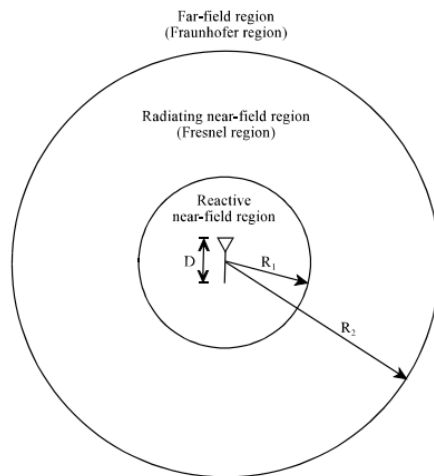 Far-field region
(Fraunhofer region)
Radiating near-field region
(Fresnel region)
Reactive
near-field region
D
R1
R2